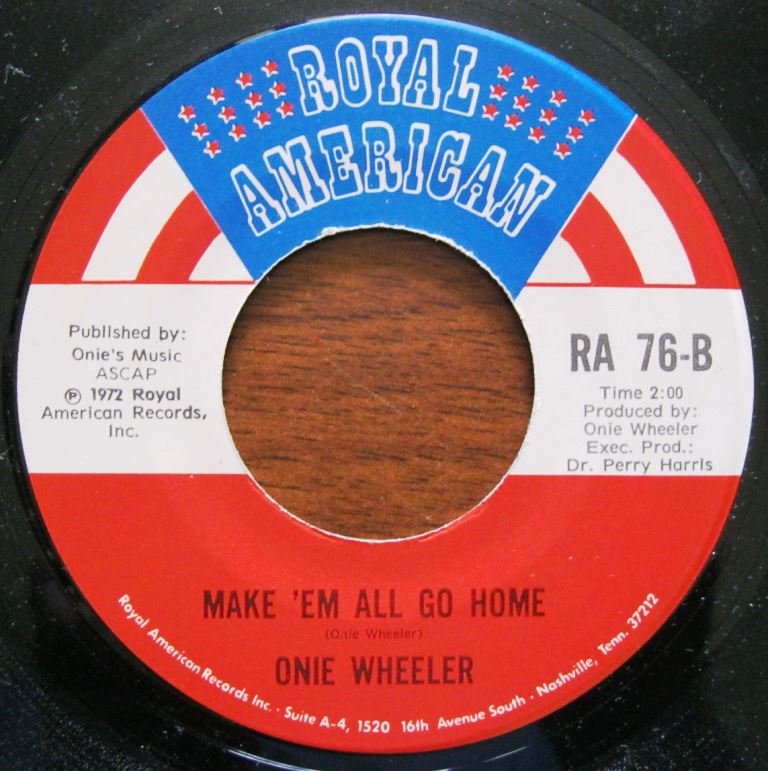 ROYAL
AMERICAN
Published by:
Onie's Music
ASCAP
℗ 1972 Royal
American Records,
Inc.
RA 76-B
Time 2:00
Produced by:
Onie Wheeler
Exec. Prod.:
Dr. Perry Harris
MAKE 'EM ALL GO HOME
(Onie Wheeler)
ONIE WHEELER
Royal American Records Inc. · Suite A-4, 1520 16th Avenue South · Nashville, Tenn. 37212